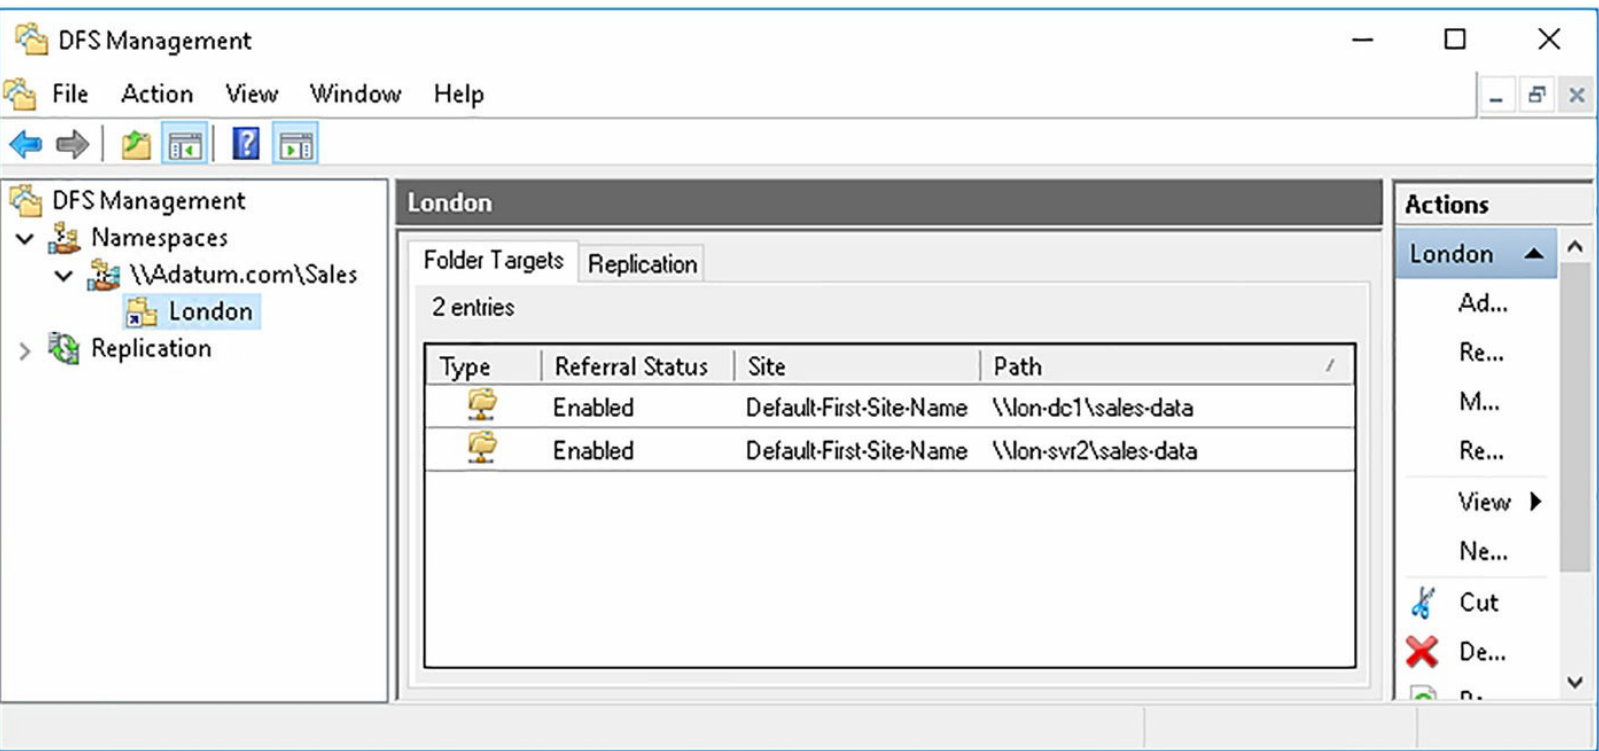 DFS Management
File Action View Window Help
DFS Management
Namespaces
\\Adatum.com\Sales
London
Replication
London
Folder Targets Replication
2 entries
Type Referral Status Site Path
Enabled Default-First-Site-Name \\lon-dc1\sales-data
Enabled Default-First-Site-Name \\lon-svr2\sales-data
Actions
London
Ad...
Re...
M...
Re...
View
Ne...
Cut
De...